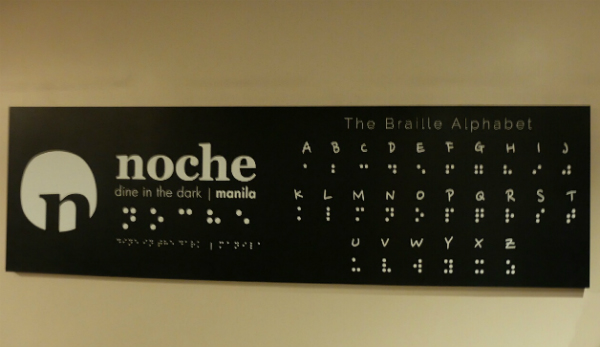 n
noche
dine in the dark | manila
The Braille Alphabet
A B C D E F G H I J
K L M N O P Q R S T
U V W Y X Z